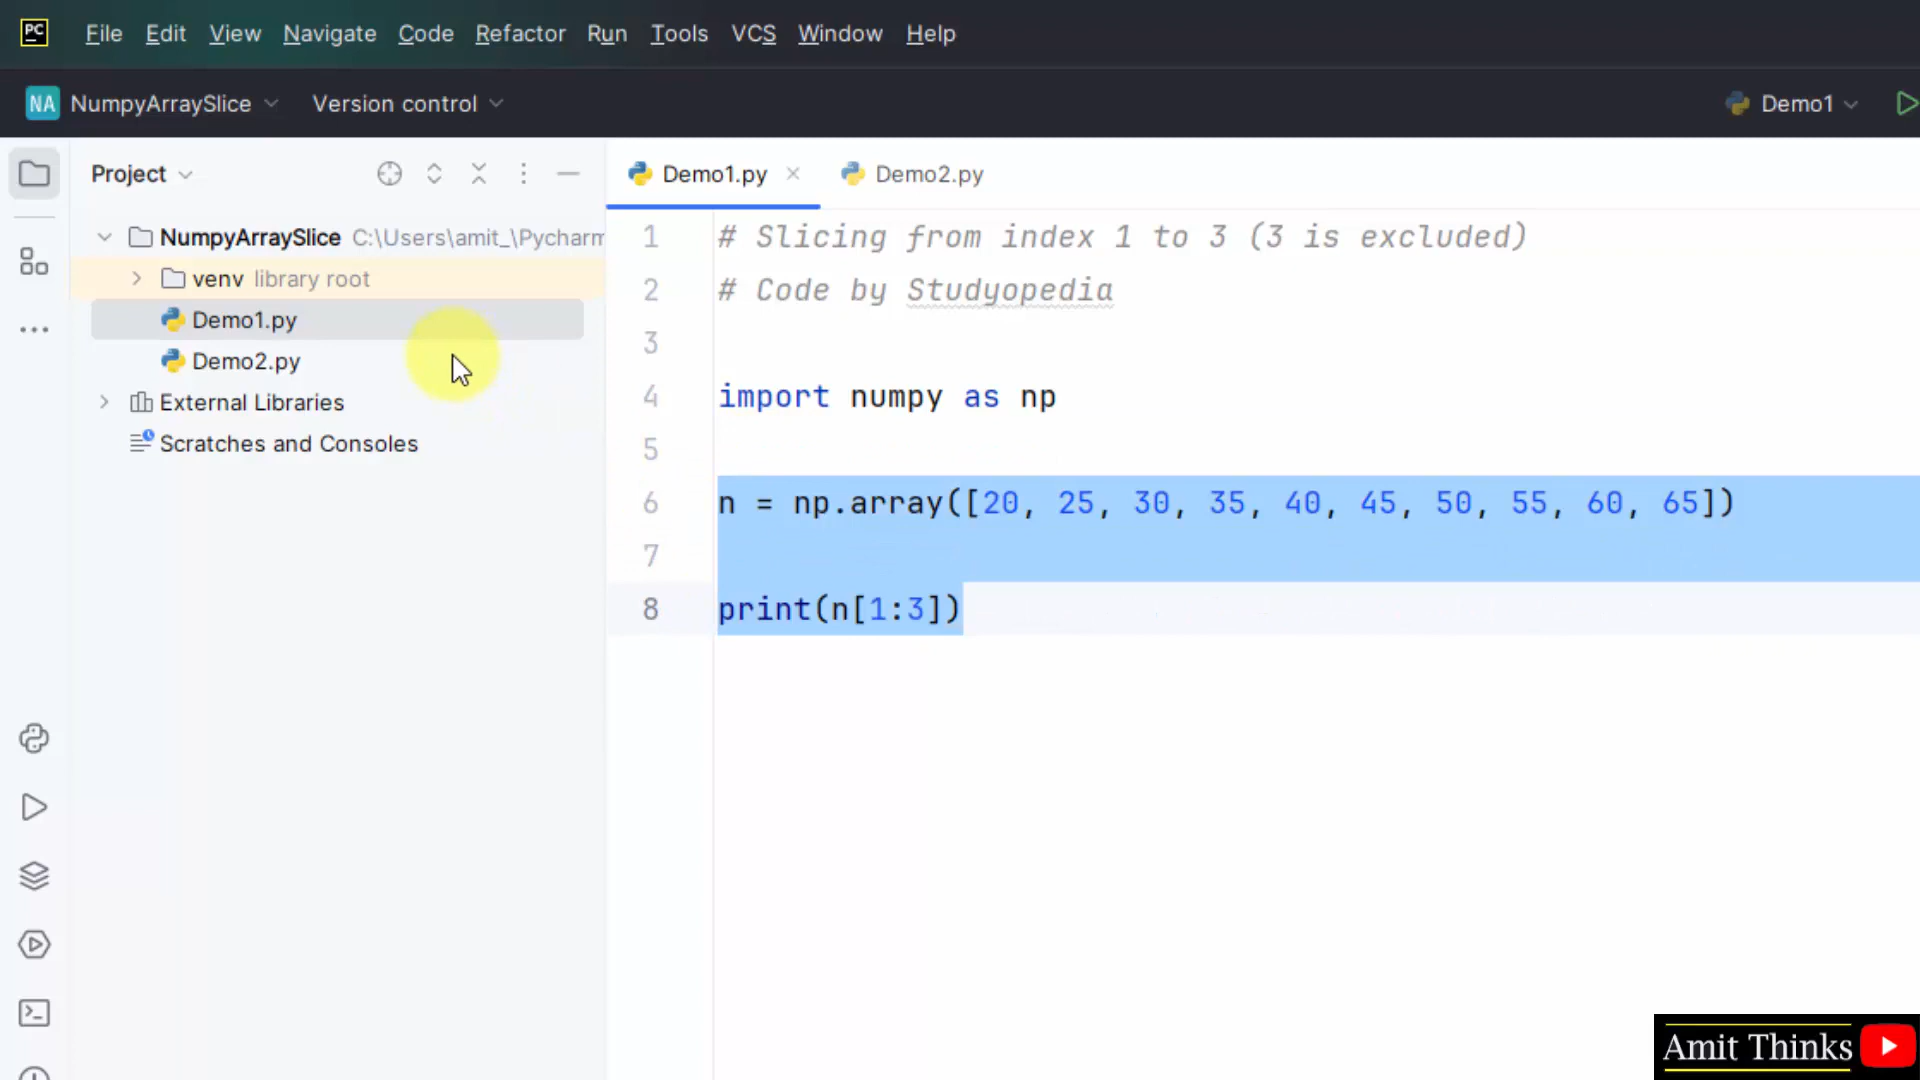 PC File Edit View Navigate Code Refactor Run Tools VCS Window Help
NA NumpyArraySlice Version control Demo1
Project Demo1.py Demo2.py
NumpyArraySlice C:\Users\amit_\Pycharm
venv library root
Demo1.py
Demo2.py
External Libraries
Scratches and Consoles
1 # Slicing from index 1 to 3 (3 is excluded)
2 # Code by Studyopedia
3
4 import numpy as np
5
6 n = np.array([20, 25, 30, 35, 40, 45, 50, 55, 60, 65])
7
8 print(n[1:3])
Amit Thinks